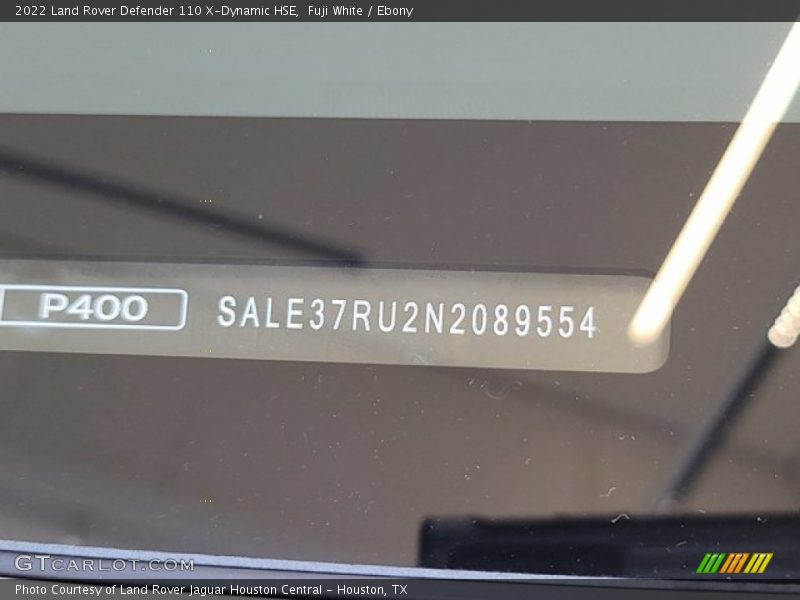 2022 Land Rover Defender 110 X-Dynamic HSE, Fuji White / Ebony
P400 SALE37RU2N2089554
GTCARLOT.COM
Photo Courtesy of Land Rover Jaguar Houston Central - Houston, TX